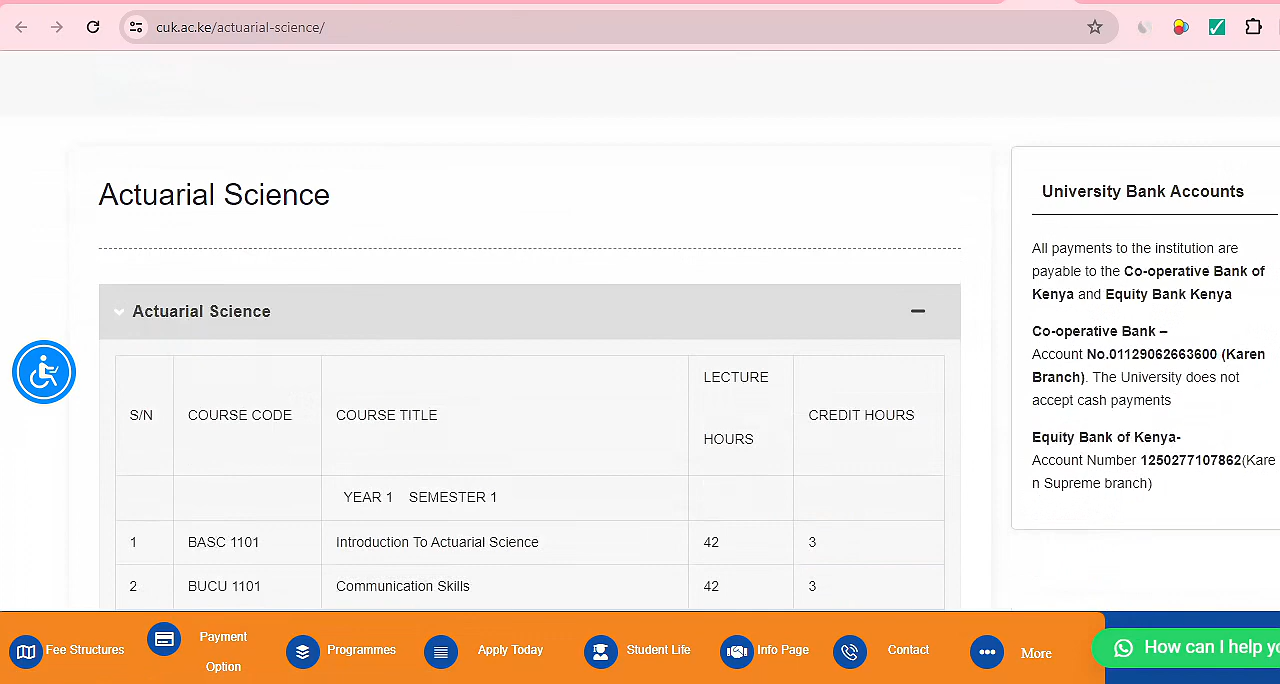 cuk.ac.ke/actuarial-science/
Actuarial Science
Actuarial Science
S/N COURSE CODE COURSE TITLE LECTURE HOURS CREDIT HOURS
YEAR 1 SEMESTER 1
1 BASC 1101 Introduction To Actuarial Science 42 3
2 BUCU 1101 Communication Skills 42 3
University Bank Accounts
All payments to the institution are
payable to the Co-operative Bank of
Kenya and Equity Bank Kenya
Co-operative Bank –
Account No.01129062663600 (Karen
Branch). The University does not
accept cash payments
Equity Bank of Kenya-
Account Number 1250277107862(Kare
n Supreme branch)
Fee Structures
Payment
Option
Programmes
Apply Today
Student Life
Info Page
Contact
More
How can I help yo